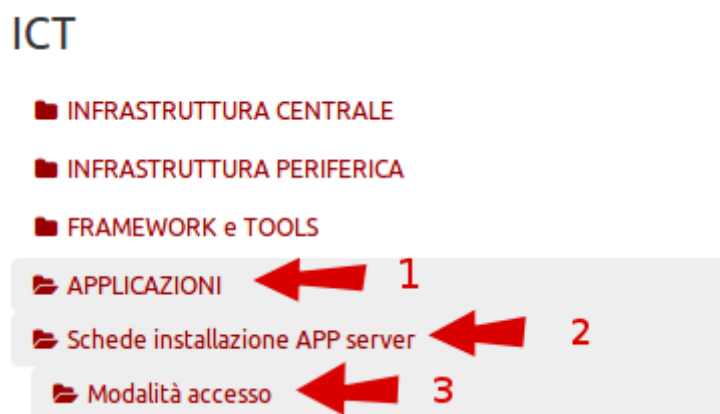 ICT
INFRASTRUTTURA CENTRALE
INFRASTRUTTURA PERIFERICA
FRAMEWORK e TOOLS
APPLICAZIONI 1
Schede installazione APP server 2
Modalità accesso 3